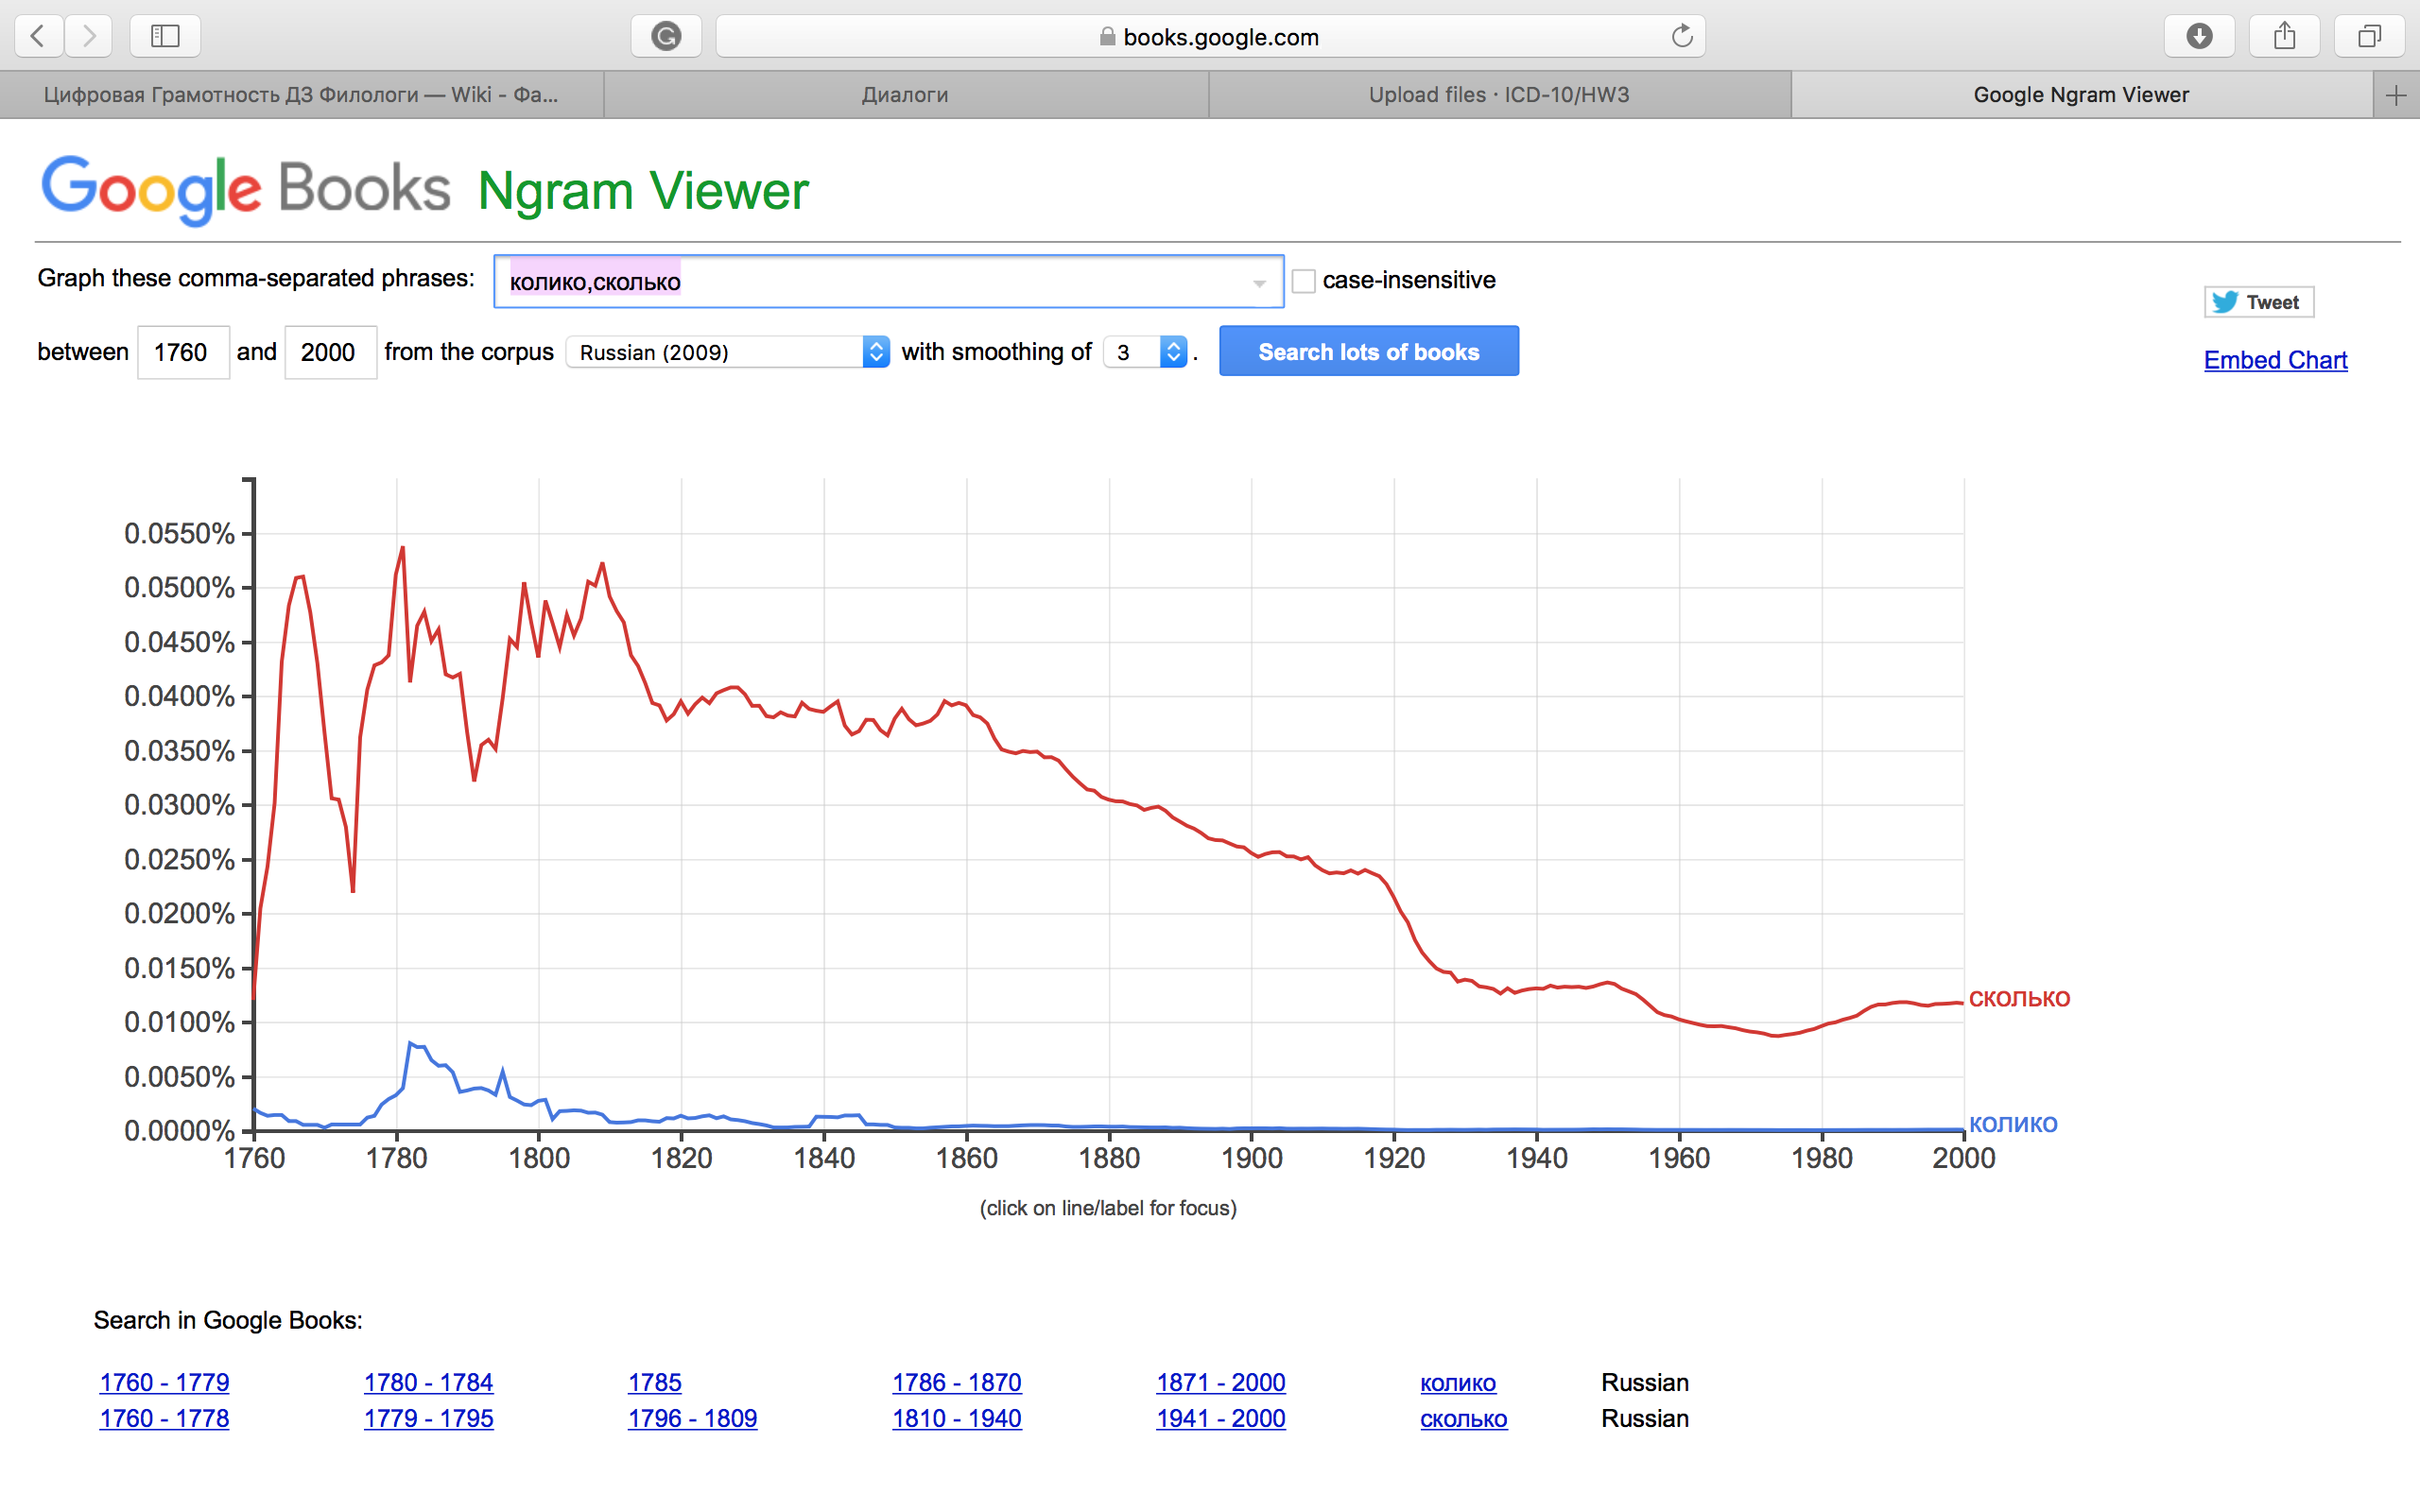 books.google.com
Цифровая Грамотность ДЗ Филологи — Wiki - Фа...
Диалоги
Upload files · ICD-10/HW3
Google Ngram Viewer
Google Books Ngram Viewer
Graph these comma-separated phrases: колико,сколько case-insensitive
Tweet
between 1760 and 2000 from the corpus Russian (2009) with smoothing of 3 . Search lots of books
Embed Chart
0.0550%
0.0500%
0.0450%
0.0400%
0.0350%
0.0300%
0.0250%
0.0200%
0.0150%
0.0100%
0.0050%
0.0000%
сколько
колико
1760 1780 1800 1820 1840 1860 1880 1900 1920 1940 1960 1980 2000
(click on line/label for focus)
Search in Google Books:
1760 - 1779 1780 - 1784 1785 1786 - 1870 1871 - 2000 колико Russian
1760 - 1778 1779 - 1795 1796 - 1809 1810 - 1940 1941 - 2000 сколько Russian